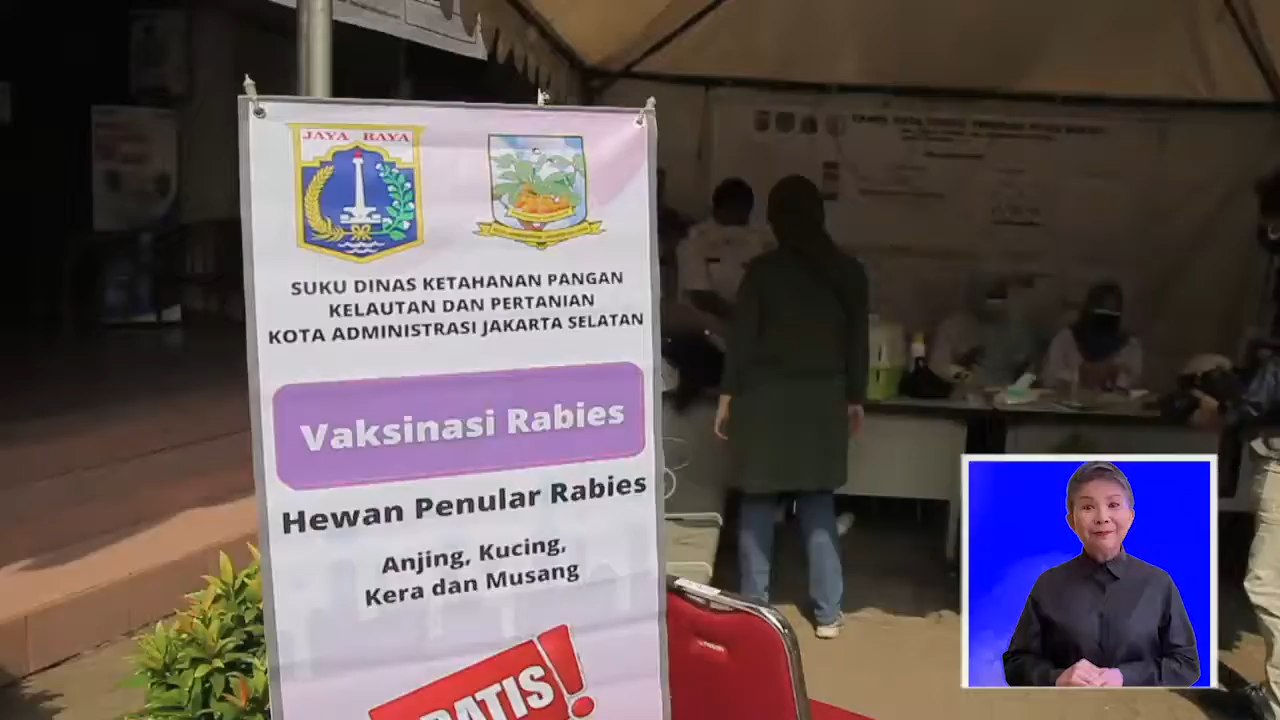 JAYA RAYA
SUKU DINAS KETAHANAN PANGAN
KELAUTAN DAN PERTANIAN
KOTA ADMINISTRASI JAKARTA SELATAN
Vaksinasi Rabies
Hewan Penular Rabies
Anjing, Kucing,
Kera dan Musang
GRATIS!